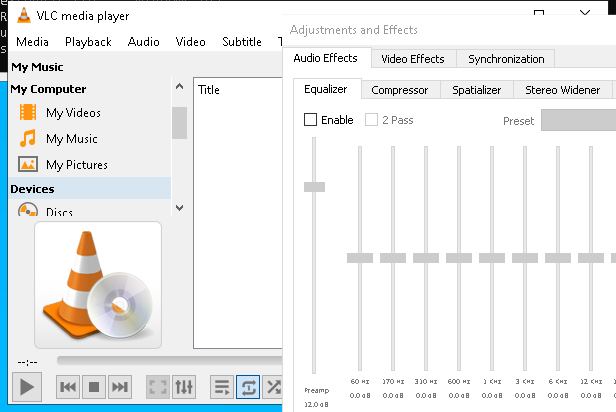 VLC media player
Media Playback Audio Video Subtitle T
My Music
My Computer
My Videos
My Music
My Pictures
Devices
Discs
Title
--:--
Adjustments and Effects
Audio Effects Video Effects Synchronization
Equalizer Compressor Spatializer Stereo Widener
Enable 2 Pass Preset
60 Hz 170 Hz 310 Hz 600 Hz 1 KHz 3 KHz 6 KHz 12 KHz
Preamp 0.0 dB 0.0 dB 0.0 dB 0.0 dB 0.0 dB 0.0 dB 0.0 dB 0.0 dB
12.0 dB